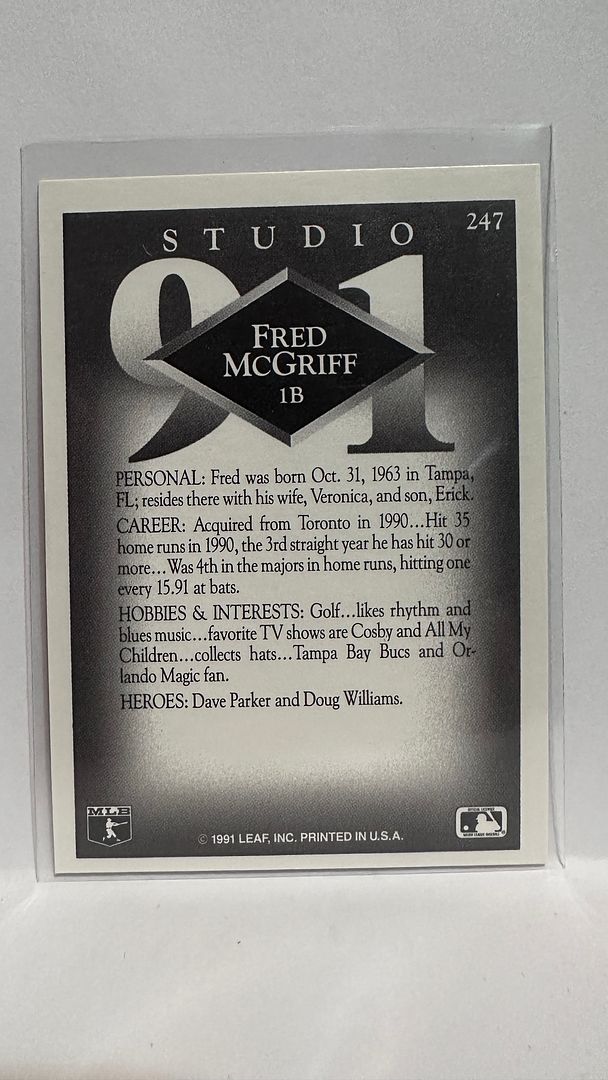 247
STUDIO
91
FRED
MCGRIFF
1B
PERSONAL: Fred was born Oct. 31, 1963 in Tampa,
FL; resides there with his wife, Veronica, and son, Erick.
CAREER: Acquired from Toronto in 1990...Hit 35
home runs in 1990, the 3rd straight year he has hit 30 or
more...Was 4th in the majors in home runs, hitting one
every 15.91 at bats.
HOBBIES & INTERESTS: Golf...likes rhythm and
blues music...favorite TV shows are Cosby and All My
Children...collects hats...Tampa Bay Bucs and Or-
lando Magic fan.
HEROES: Dave Parker and Doug Williams.
MLB
© 1991 LEAF, INC. PRINTED IN U.S.A.
OFFICIAL LICENSEE
MAJOR LEAGUE BASEBALL